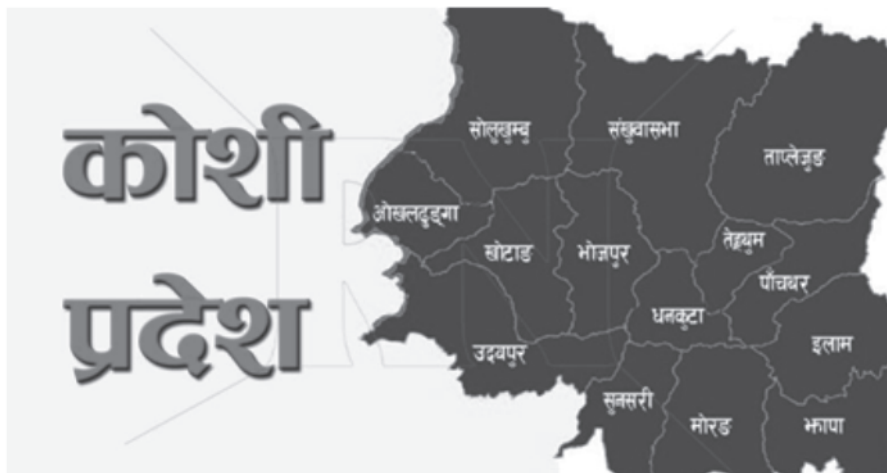 कोशी
प्रदेश
सोलुखुम्बु
संखुवासभा
ताप्लेजुङ
ओखलढुङ्गा
खोटाङ
भोजपुर
तेह्रथुम
पाँचथर
धनकुटा
इलाम
उदयपुर
सुनसरी
मोरङ
झापा